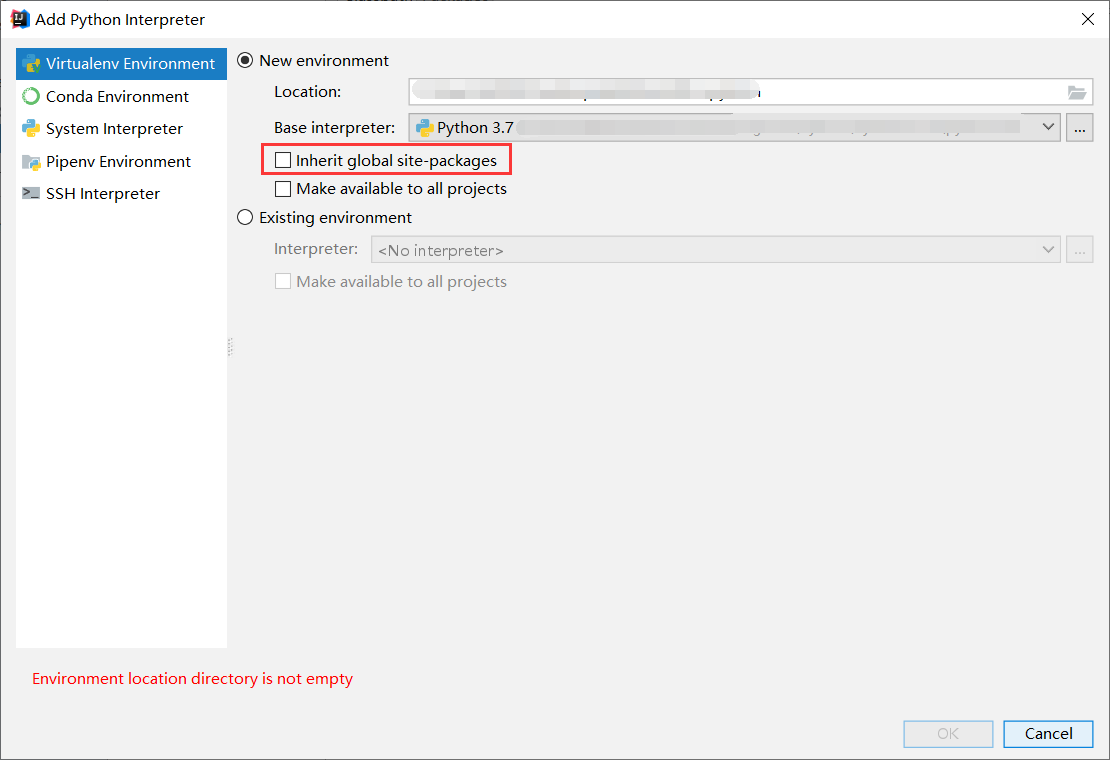 Add Python Interpreter
Virtualenv Environment
Conda Environment
System Interpreter
Pipenv Environment
SSH Interpreter
New environment
Location:
Base interpreter: Python 3.7 ...
Inherit global site-packages
Make available to all projects
Existing environment
Interpreter: <No interpreter> ...
Make available to all projects
Environment location directory is not empty
OK Cancel